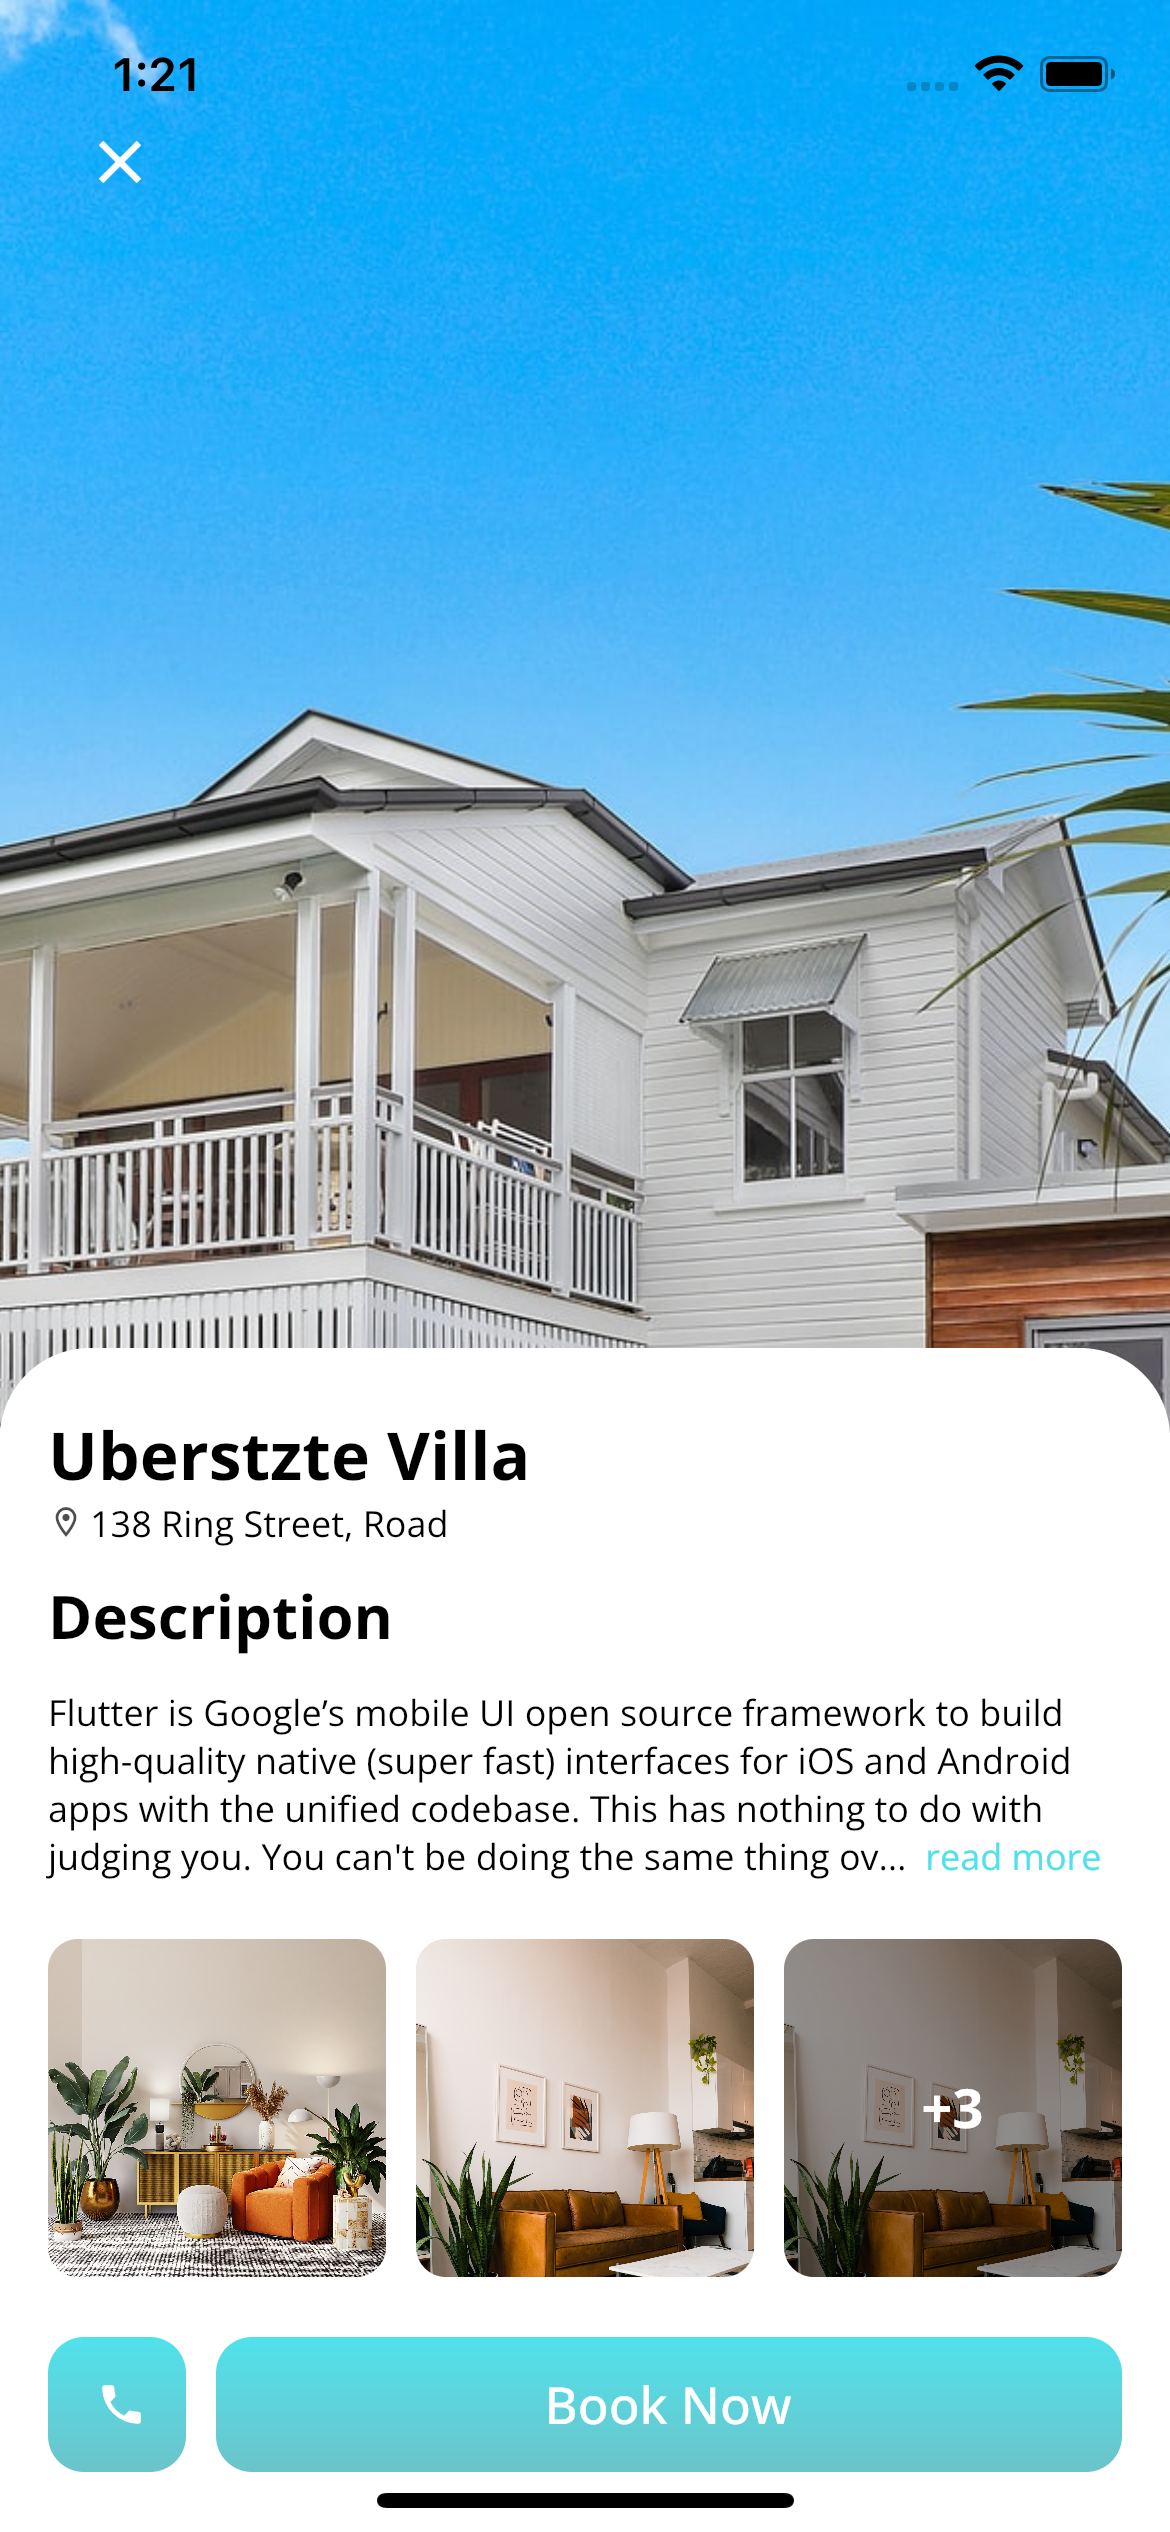 1:21
Uberstzte Villa
138 Ring Street, Road
Description
Flutter is Google’s mobile UI open source framework to build
high-quality native (super fast) interfaces for iOS and Android
apps with the unified codebase. This has nothing to do with
judging you. You can't be doing the same thing ov... read more
+3
Book Now